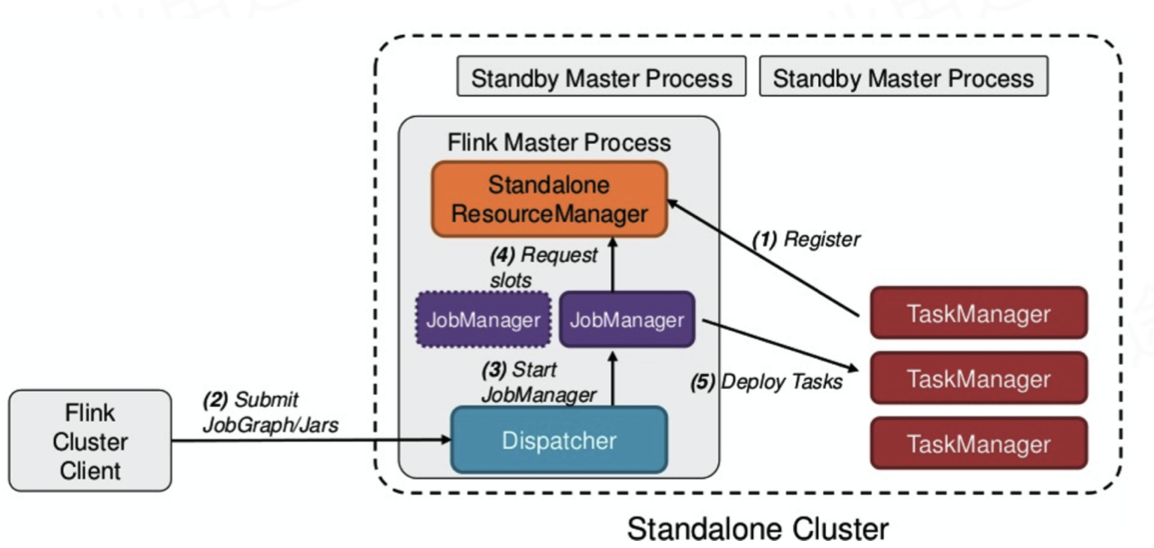 Standby Master Process
Standby Master Process
Flink Master Process
Standalone
ResourceManager
(1) Register
(4) Request
slots
JobManager
JobManager
TaskManager
(3) Start
JobManager
(5) Deploy Tasks
TaskManager
(2) Submit
JobGraph/Jars
Flink
Cluster
Client
Dispatcher
TaskManager
Standalone Cluster